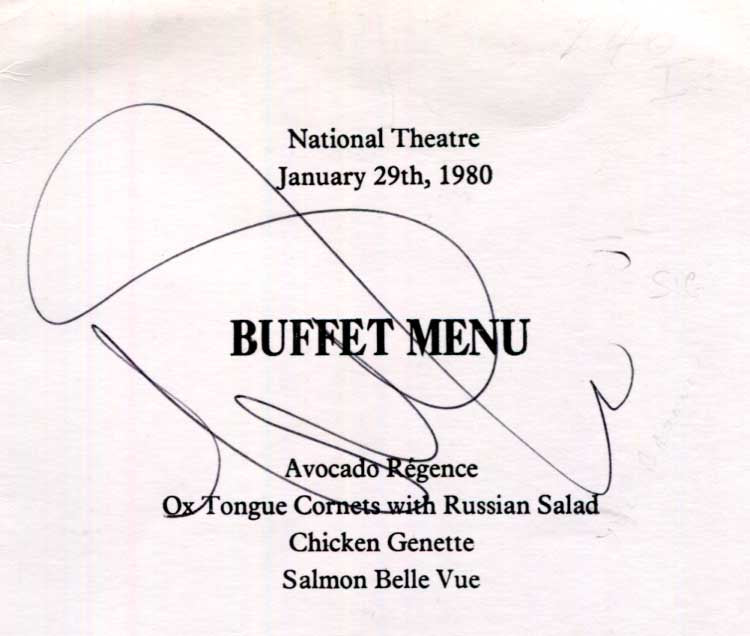 National Theatre
January 29th, 1980
BUFFET MENU
Avocado Régence
Ox Tongue Cornets with Russian Salad
Chicken Genette
Salmon Belle Vue